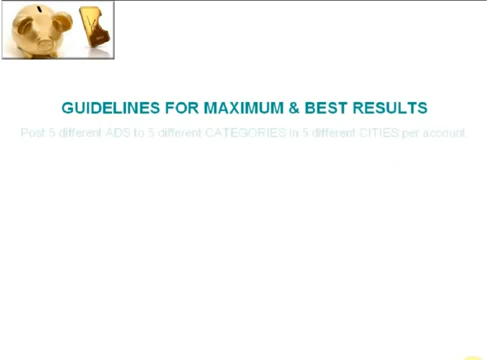 GUIDELINES FOR MAXIMUM & BEST RESULTS
Post 5 different ADS to 5 different CATEGORIES in 5 different CITIES per account